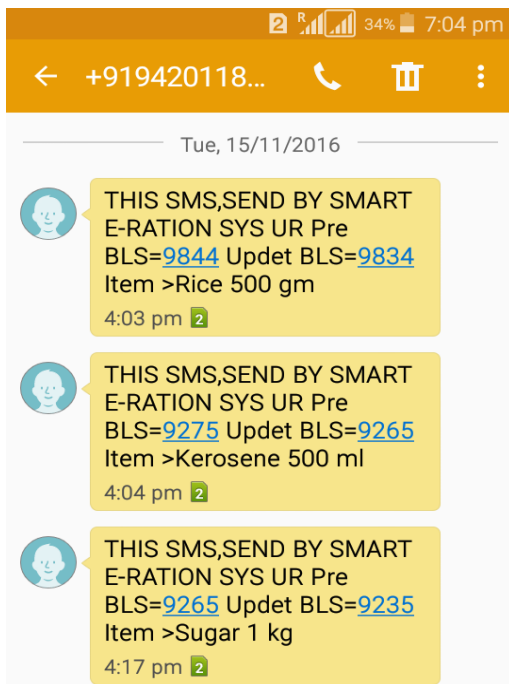 2 R 34% 7:04 pm
+919420118...
Tue, 15/11/2016
THIS SMS,SEND BY SMART
E-RATION SYS UR Pre
BLS=9844 Updet BLS=9834
Item >Rice 500 gm
4:03 pm 2
THIS SMS,SEND BY SMART
E-RATION SYS UR Pre
BLS=9275 Updet BLS=9265
Item >Kerosene 500 ml
4:04 pm 2
THIS SMS,SEND BY SMART
E-RATION SYS UR Pre
BLS=9265 Updet BLS=9235
Item >Sugar 1 kg
4:17 pm 2